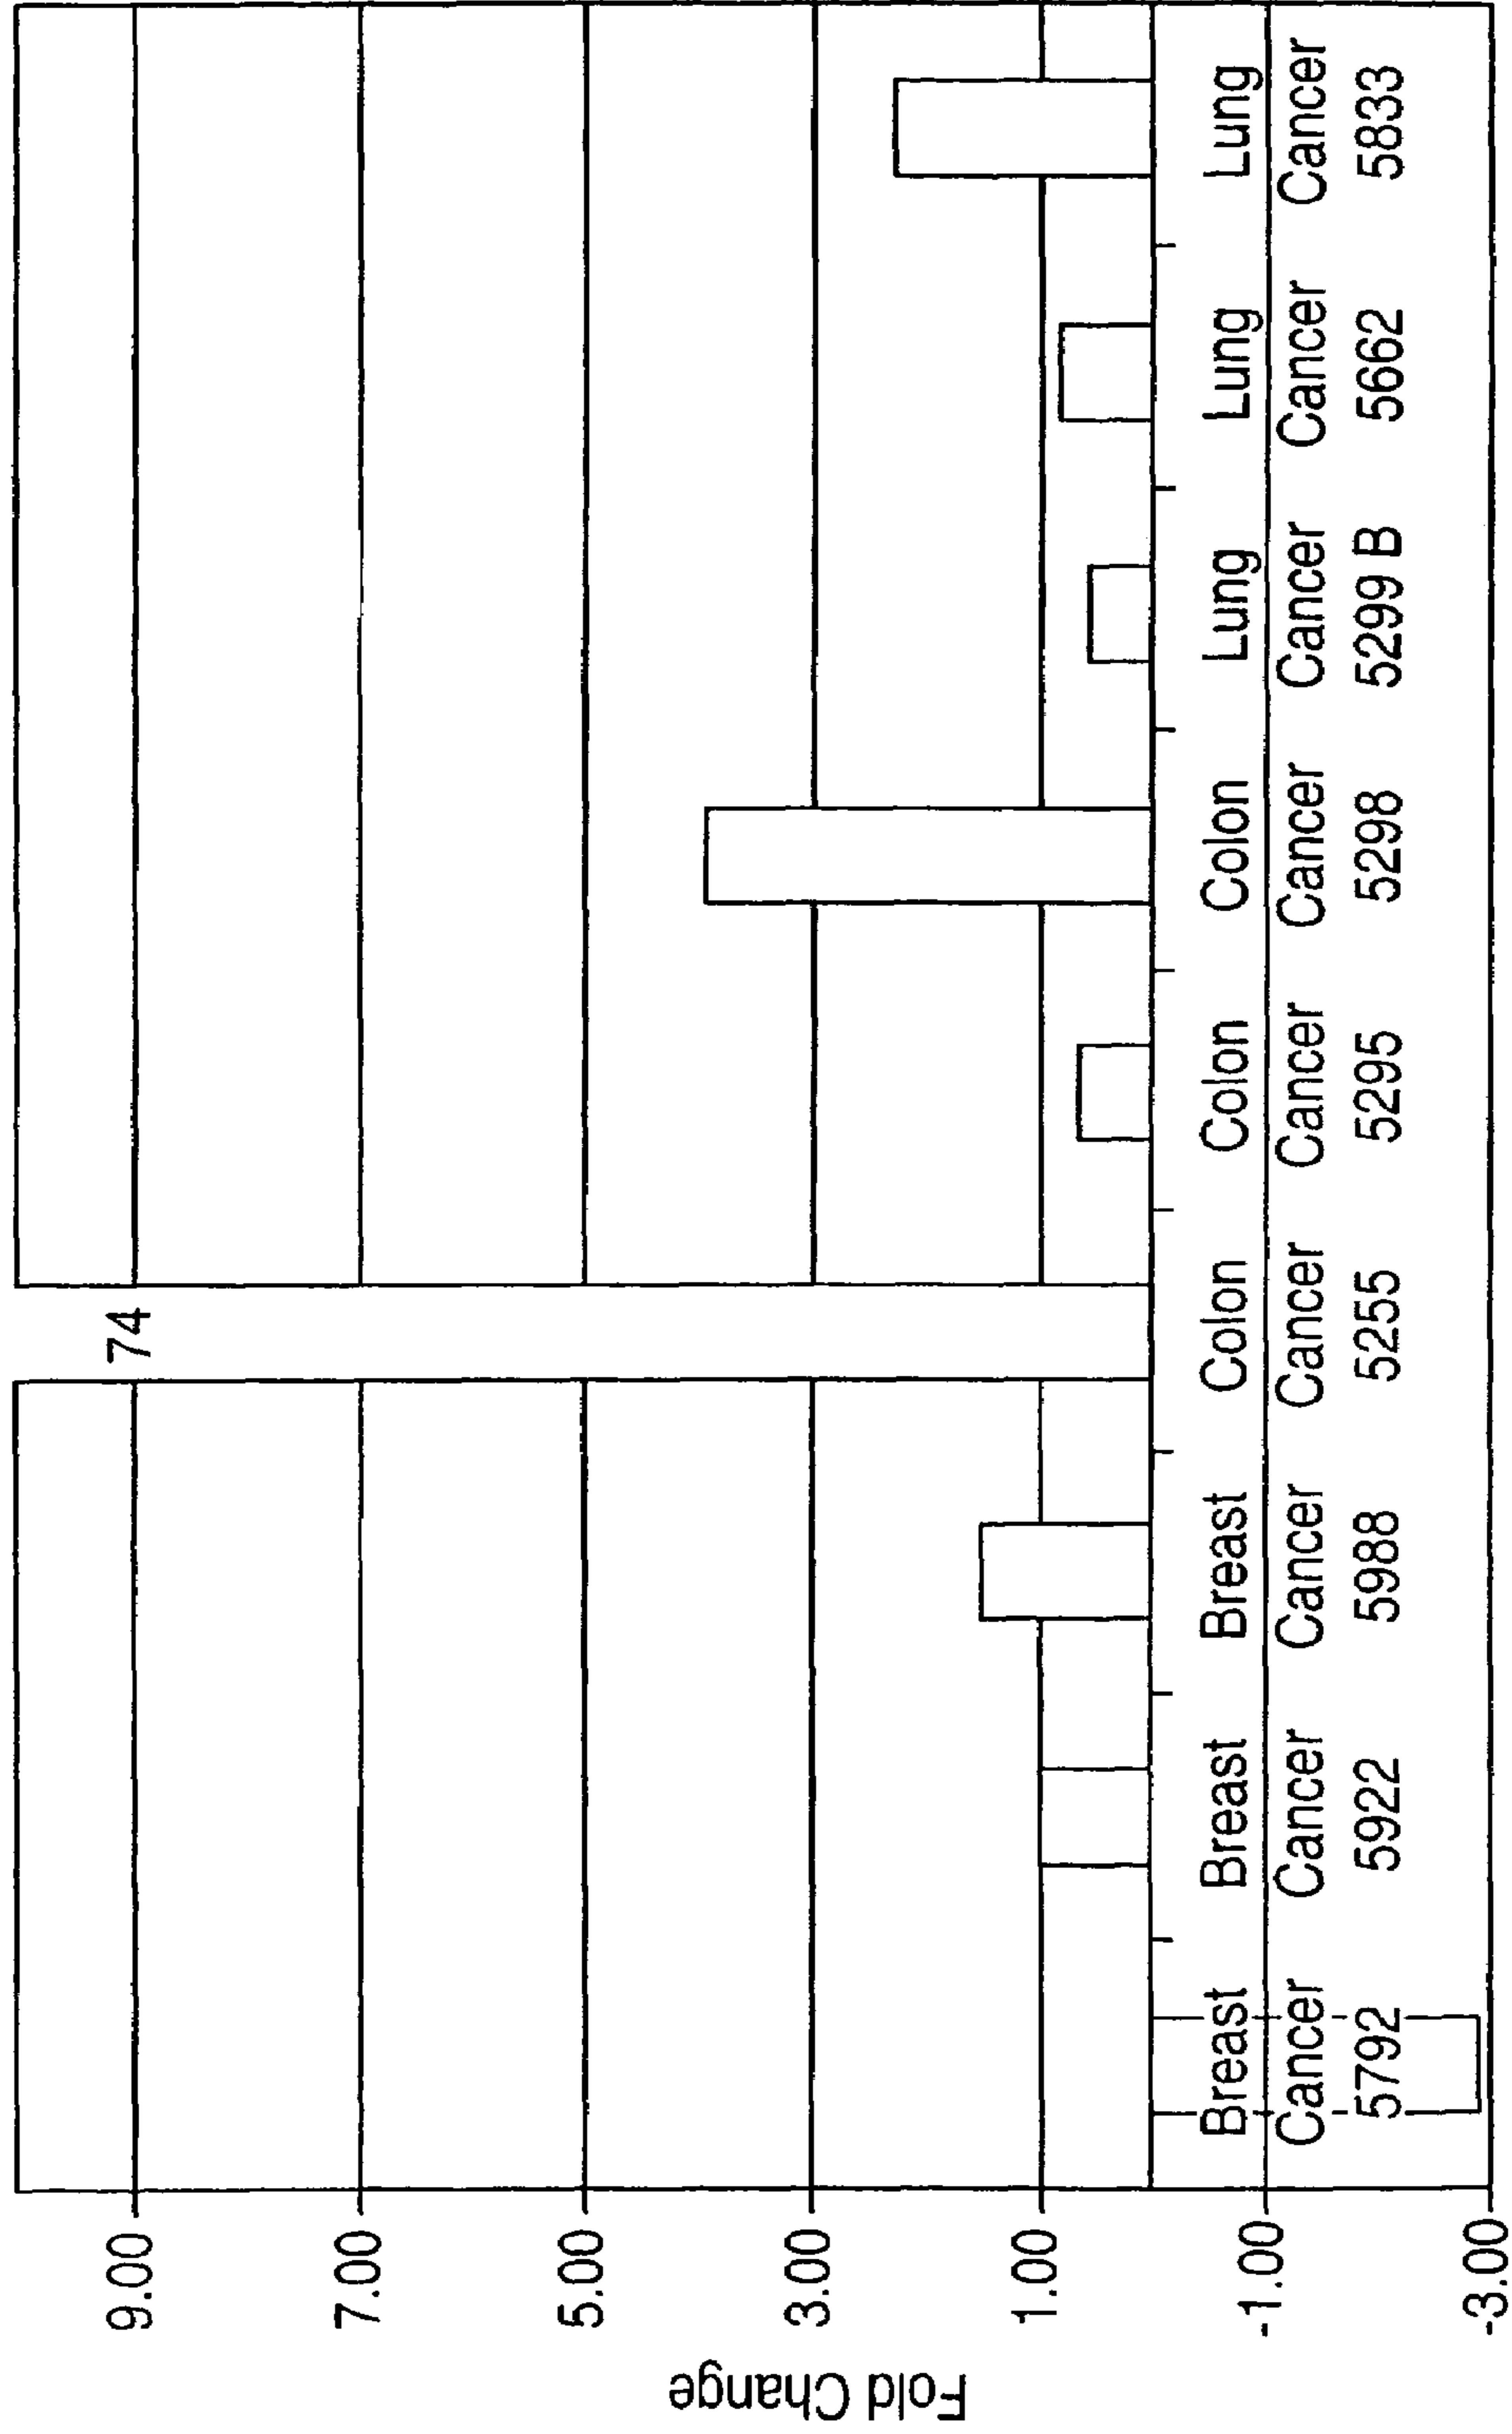 Fold Change
9.00
7.00
5.00
3.00
1.00
-1.00
-3.00
74
Breast
Cancer
5792
Breast
Cancer
5922
Breast
Cancer
5988
Colon
Cancer
5255
Colon
Cancer
5295
Colon
Cancer
5298
Lung
Cancer
5299 B
Lung
Cancer
5662
Lung
Cancer
5833